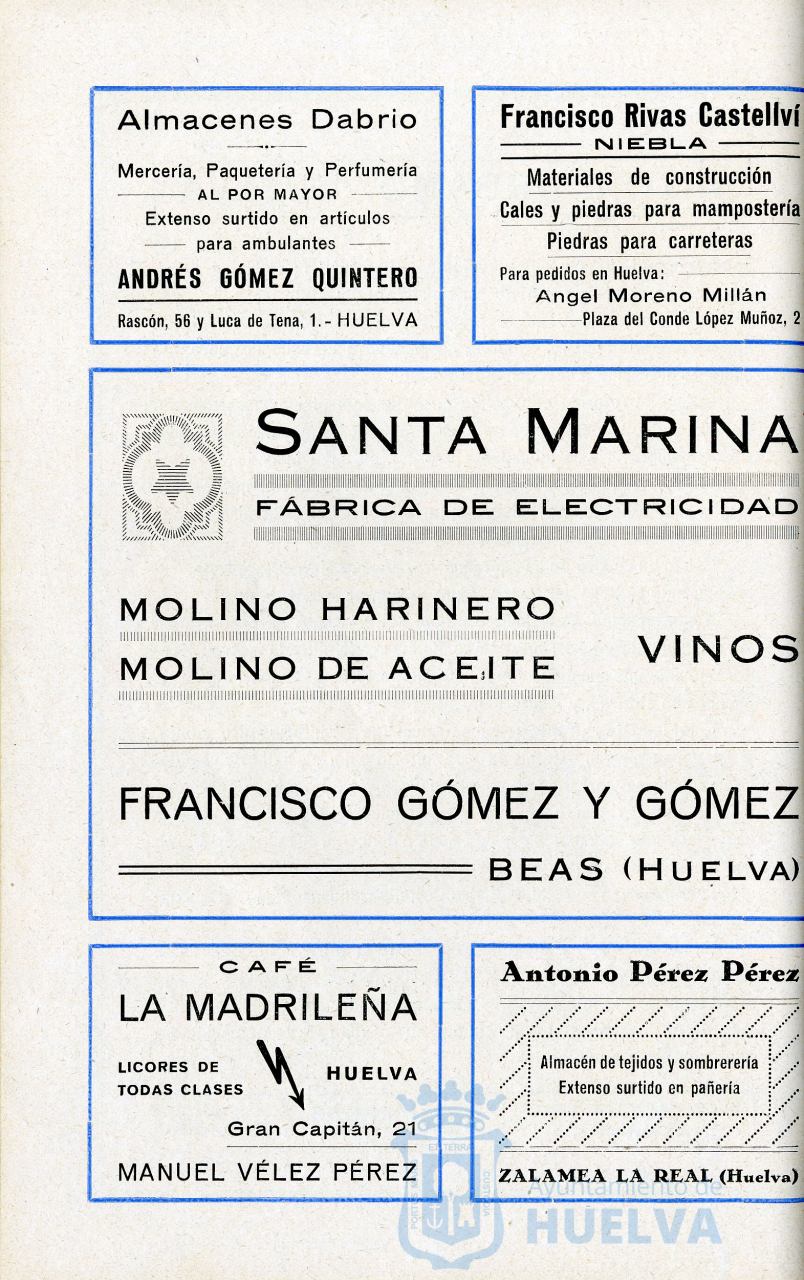 Almacenes Dabrio
Mercería, Paquetería y Perfumería
AL POR MAYOR
Extenso surtido en artículos
para ambulantes
ANDRÉS GÓMEZ QUINTERO
Rascón, 56 y Luca de Tena, 1.- HUELVA
Francisco Rivas Castellví
NIEBLA
Materiales de construcción
Cales y piedras para mampostería
Piedras para carreteras
Para pedidos en Huelva:
Angel Moreno Millán
Plaza del Conde López Muñoz, 2
SANTA MARINA
FÁBRICA DE ELECTRICIDAD
MOLINO HARINERO
MOLINO DE ACEITE
VINOS
FRANCISCO GÓMEZ Y GÓMEZ
BEAS (HUELVA)
CAFÉ
LA MADRILEÑA
LICORES DE
TODAS CLASES
HUELVA
Gran Capitán, 21
MANUEL VÉLEZ PÉREZ
Antonio Pérez Pérez
Almacén de tejidos y sombrerería
Extenso surtido en pañería
ZALAMEA LA REAL (Huelva)
Ayuntamiento de
HUELVA